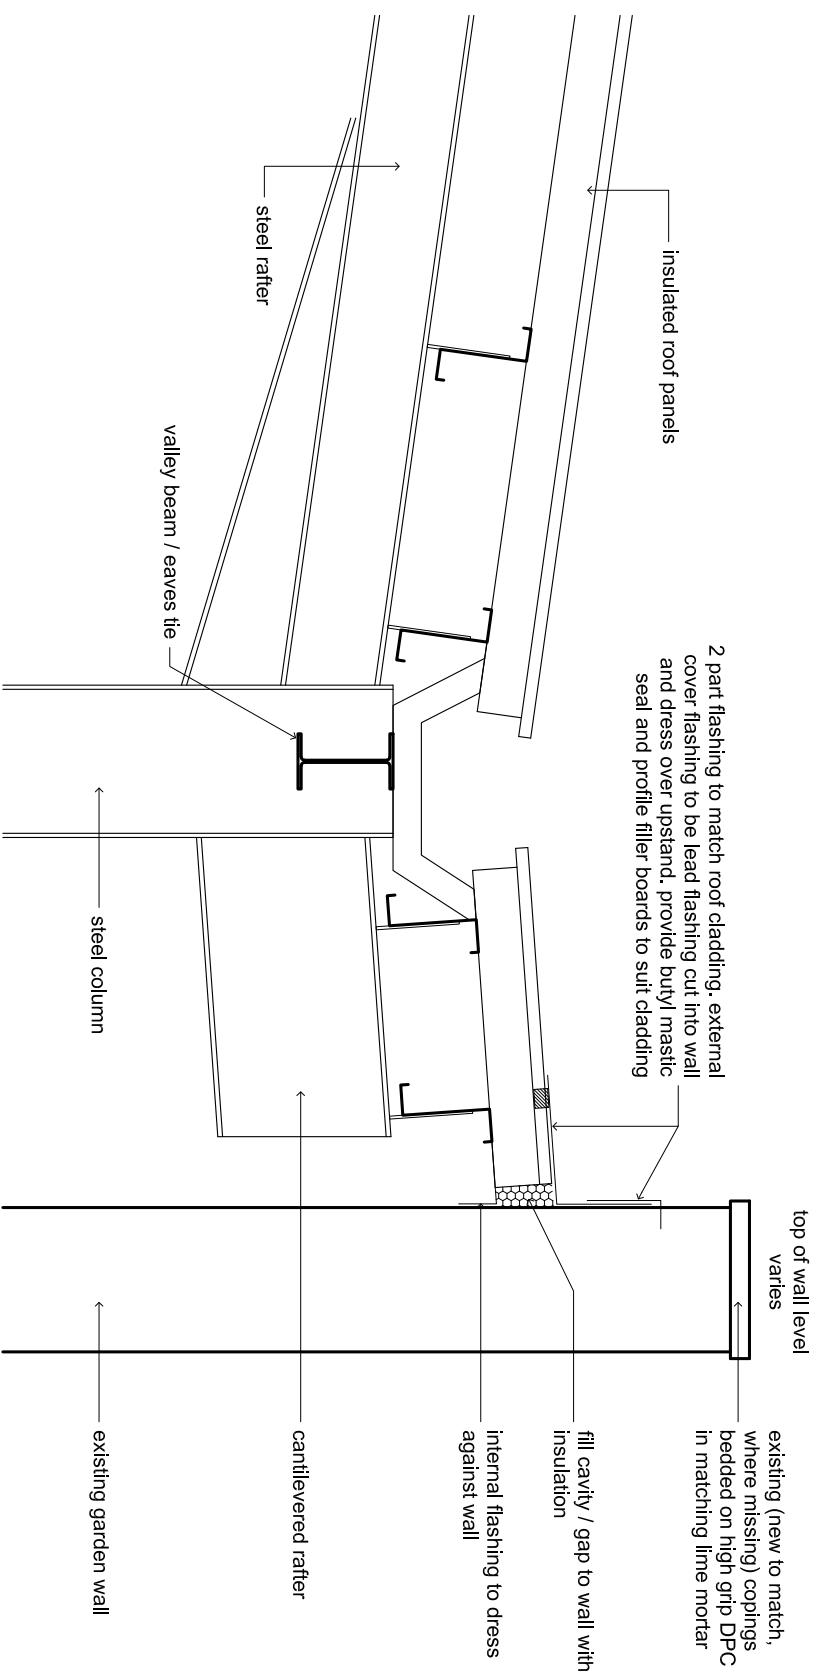 insulated roof panels
steel rafter
valley beam / eaves tie
2 part flashing to match roof cladding. external
cover flashing to be lead flashing cut into wall
and dress over upstand. provide butyl mastic
seal and profile filler boards to suit cladding
steel column
top of wall level
varies
existing (new to match,
where missing) copings
bedded on high grip DPC
in matching lime mortar
fill cavity / gap to wall with
insulation
internal flashing to dress
against wall
cantilevered rafter
existing garden wall